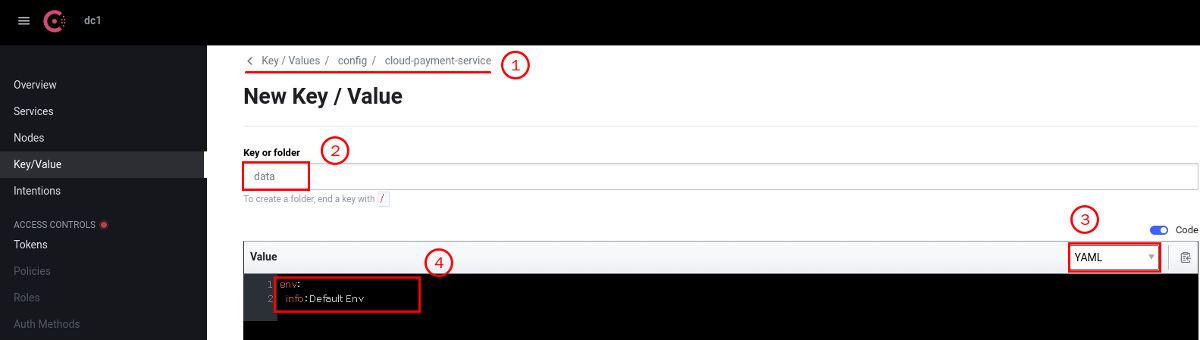 dc1
Overview
Services
Nodes
Key/Value
Intentions
ACCESS CONTROLS
Tokens
Policies
Roles
Auth Methods
Key / Values / config / cloud-payment-service
1
New Key / Value
Key or folder
2
data
To create a folder, end a key with /
3
Code
Value
YAML
4
1 env:
2 info:Default Env